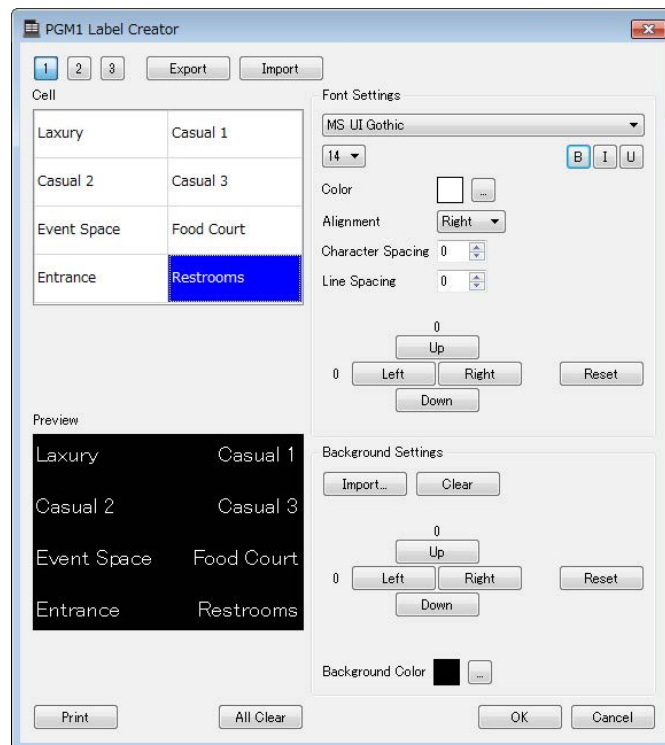 PGM1 Label Creator
1 2 3 Export Import
Cell
Laxury Casual 1
Casual 2 Casual 3
Event Space Food Court
Entrance Restrooms
Font Settings
MS UI Gothic
14 B I U
Color ...
Alignment Right
Character Spacing 0
Line Spacing 0
0
Up
0 Left Right Reset
Down
Preview
Laxury Casual 1
Casual 2 Casual 3
Event Space Food Court
Entrance Restrooms
Background Settings
Import... Clear
0
Up
0 Left Right Reset
Down
Background Color ...
Print All Clear OK Cancel